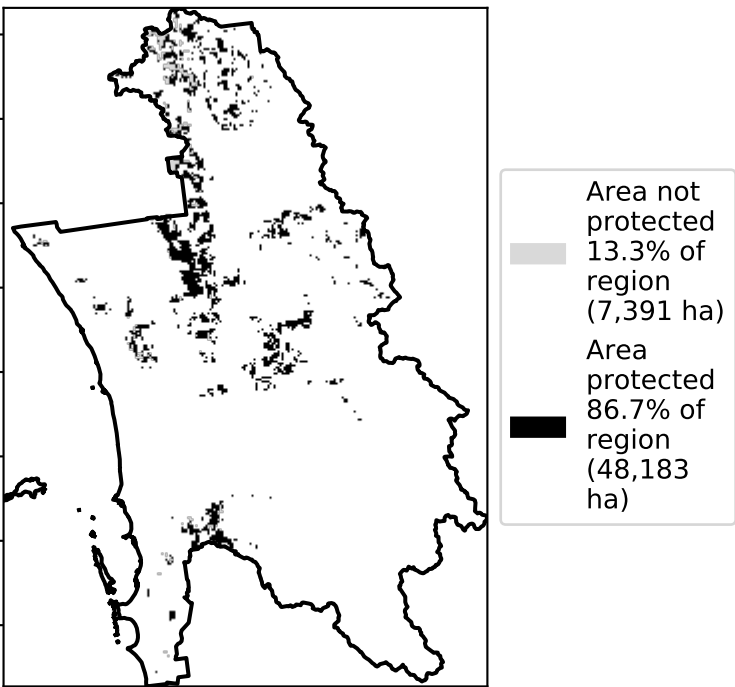 Area not
protected
13.3% of
region
(7,391 ha)
Area
protected
86.7% of
region
(48,183
ha)